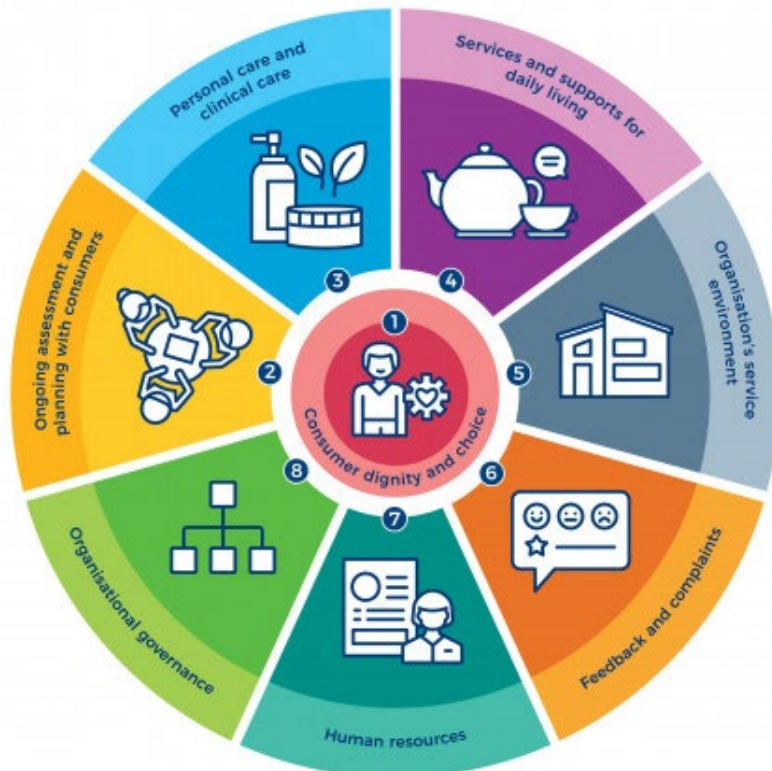 1
Consumer dignity and choice
2
Ongoing assessment and
planning with consumers
3
Personal care and
clinical care
4
Services and supports for
daily living
5
Organisation's service
environment
6
Feedback and complaints
7
Human resources
8
Organisational governance